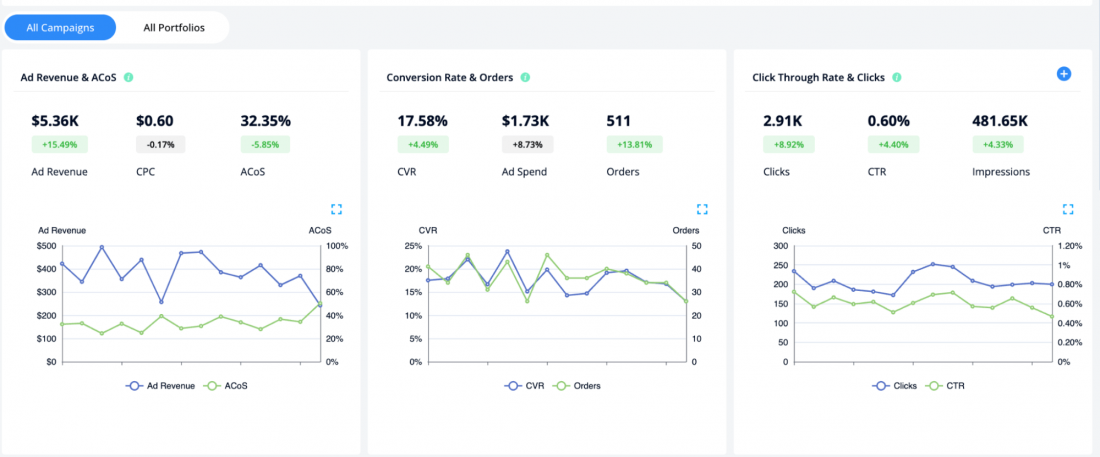 All Campaigns All Portfolios
Ad Revenue & ACoS i
$5.36K $0.60 32.35%
+15.49% -0.17% -5.85%
Ad Revenue CPC ACoS
Ad Revenue ACoS
$500 100%
$400 80%
$300 60%
$200 40%
$100 20%
$0 0%
Ad Revenue ACoS
Conversion Rate & Orders i
17.58% $1.73K 511
+4.49% +8.73% +13.81%
CVR Ad Spend Orders
CVR Orders
25% 50
20% 40
15% 30
10% 20
5% 10
0% 0
CVR Orders
Click Through Rate & Clicks i
2.91K 0.60% 481.65K
+8.92% +4.40% +4.33%
Clicks CTR Impressions
Clicks CTR
300 1.20%
250 1%
200 0.80%
150 0.60%
100 0.40%
50 0.20%
0 0%
Clicks CTR